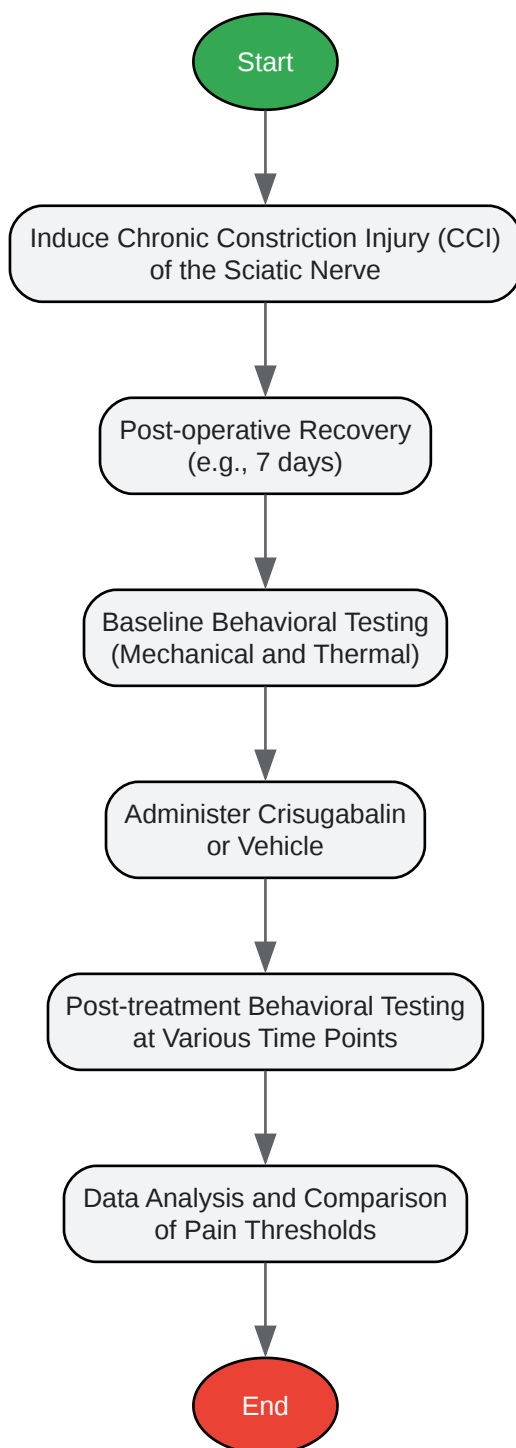 Start
Induce Chronic Constriction Injury (CCI)
of the Sciatic Nerve
Post-operative Recovery
(e.g., 7 days)
Baseline Behavioral Testing
(Mechanical and Thermal)
Administer Crisugabalin
or Vehicle
Post-treatment Behavioral Testing
at Various Time Points
Data Analysis and Comparison
of Pain Thresholds
End